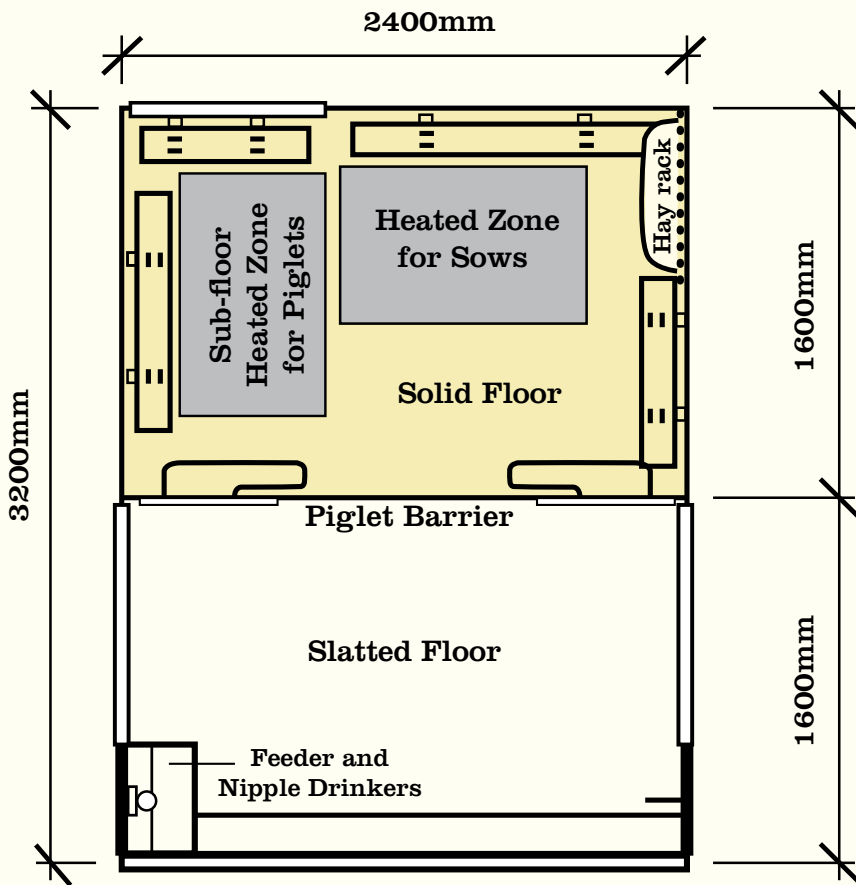 2400mm
Hay rack
Heated Zone
for Sows
Sub-floor
Heated Zone
for Piglets
1600mm
Solid Floor
3200mm
Piglet Barrier
Slatted Floor
1600mm
Feeder and
Nipple Drinkers